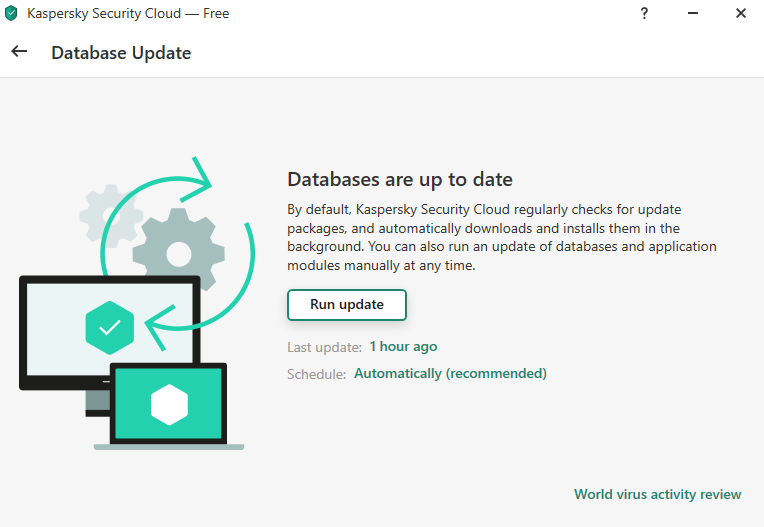 Kaspersky Security Cloud — Free
?
Database Update
Databases are up to date
By default, Kaspersky Security Cloud regularly checks for update
packages, and automatically downloads and installs them in the
background. You can also run an update of databases and application
modules manually at any time.
Run update
Last update: 1 hour ago
Schedule: Automatically (recommended)
World virus activity review